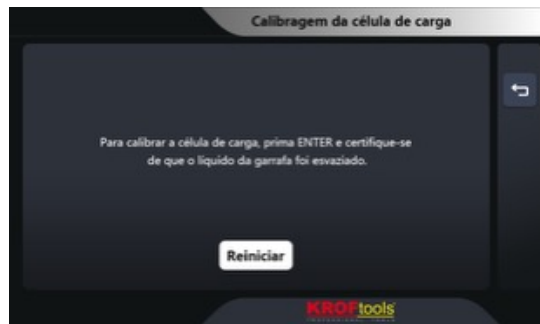 Calibragem da célula de carga
Para calibrar a célula de carga, prima ENTER e certifique-se
de que o líquido da garrafa foi esvaziado.
Reiniciar
KROFtools